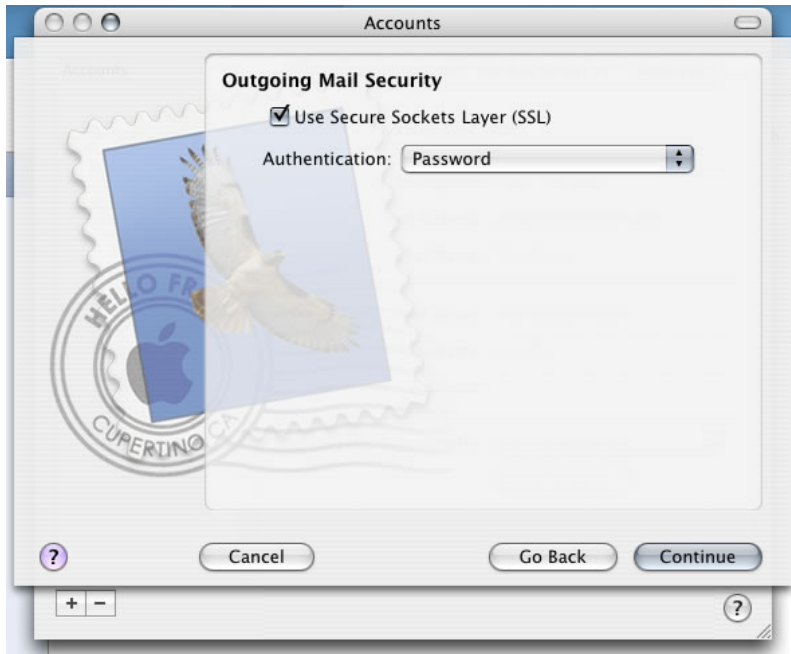 Accounts
Accounts
Outgoing Mail Security
Use Secure Sockets Layer (SSL)
Authentication: Password
HELLO FR
CUPERTINO CA
? Cancel Go Back Continue
+ − ?